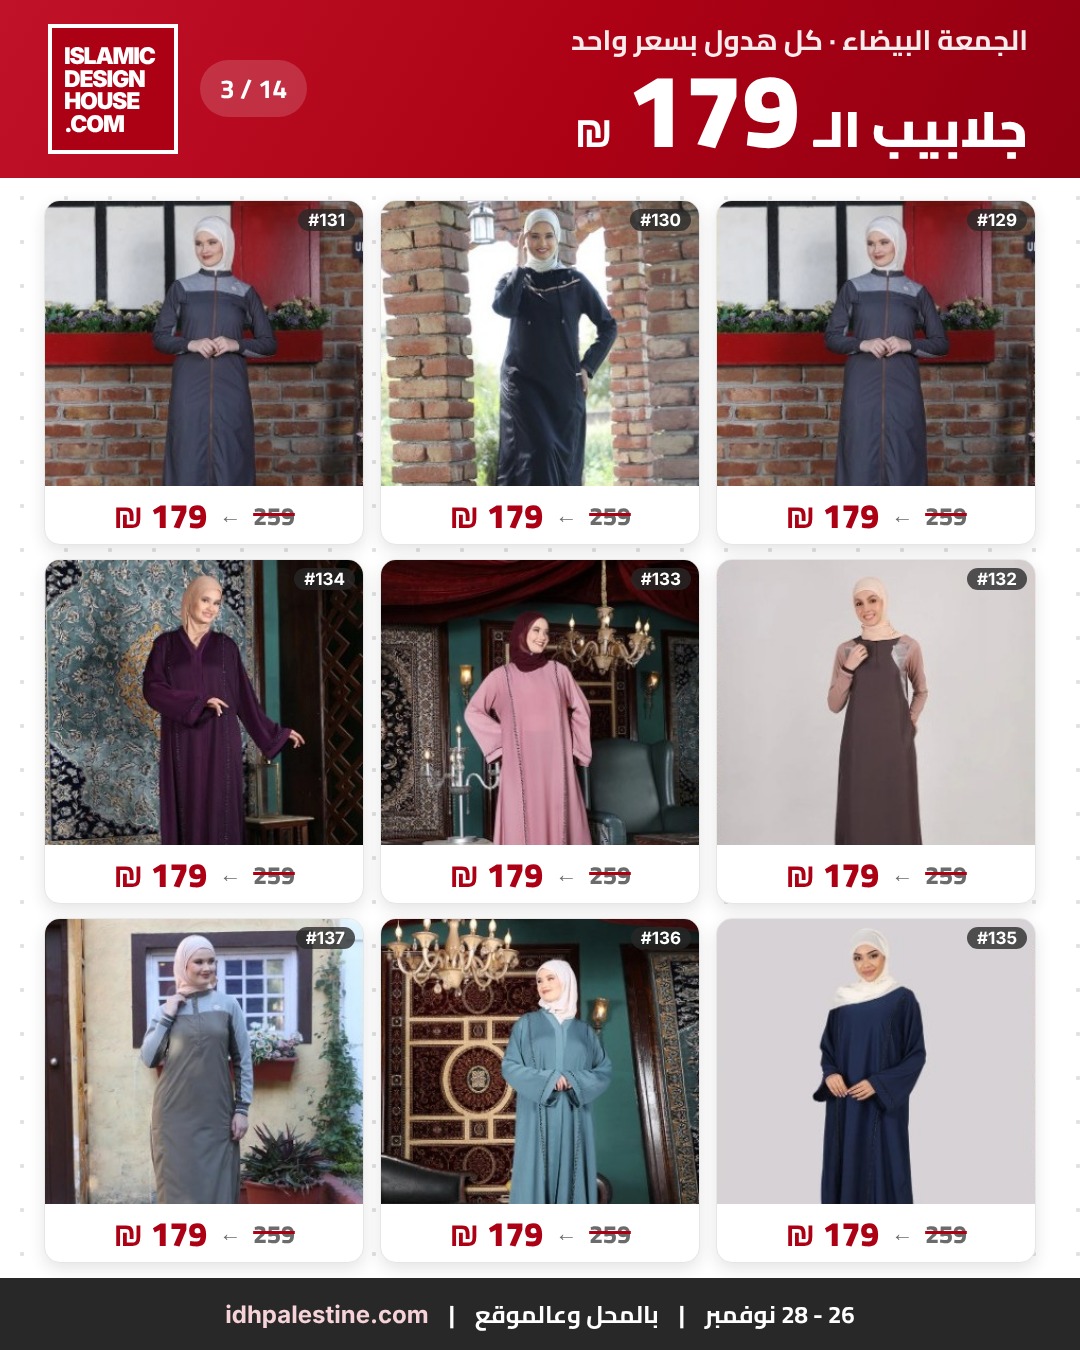 الجمعة البيضاء · كل هدول بسعر واحد
جلابيب الـ 179 ₪
3 / 14
ISLAMIC
DESIGN
HOUSE
.COM
#129
259 ← 179 ₪
#130
259 ← 179 ₪
#131
259 ← 179 ₪
#132
259 ← 179 ₪
#133
259 ← 179 ₪
#134
259 ← 179 ₪
#135
259 ← 179 ₪
#136
259 ← 179 ₪
#137
259 ← 179 ₪
26 - 28 نوفمبر | بالمحل وعالموقع | idhpalestine.com